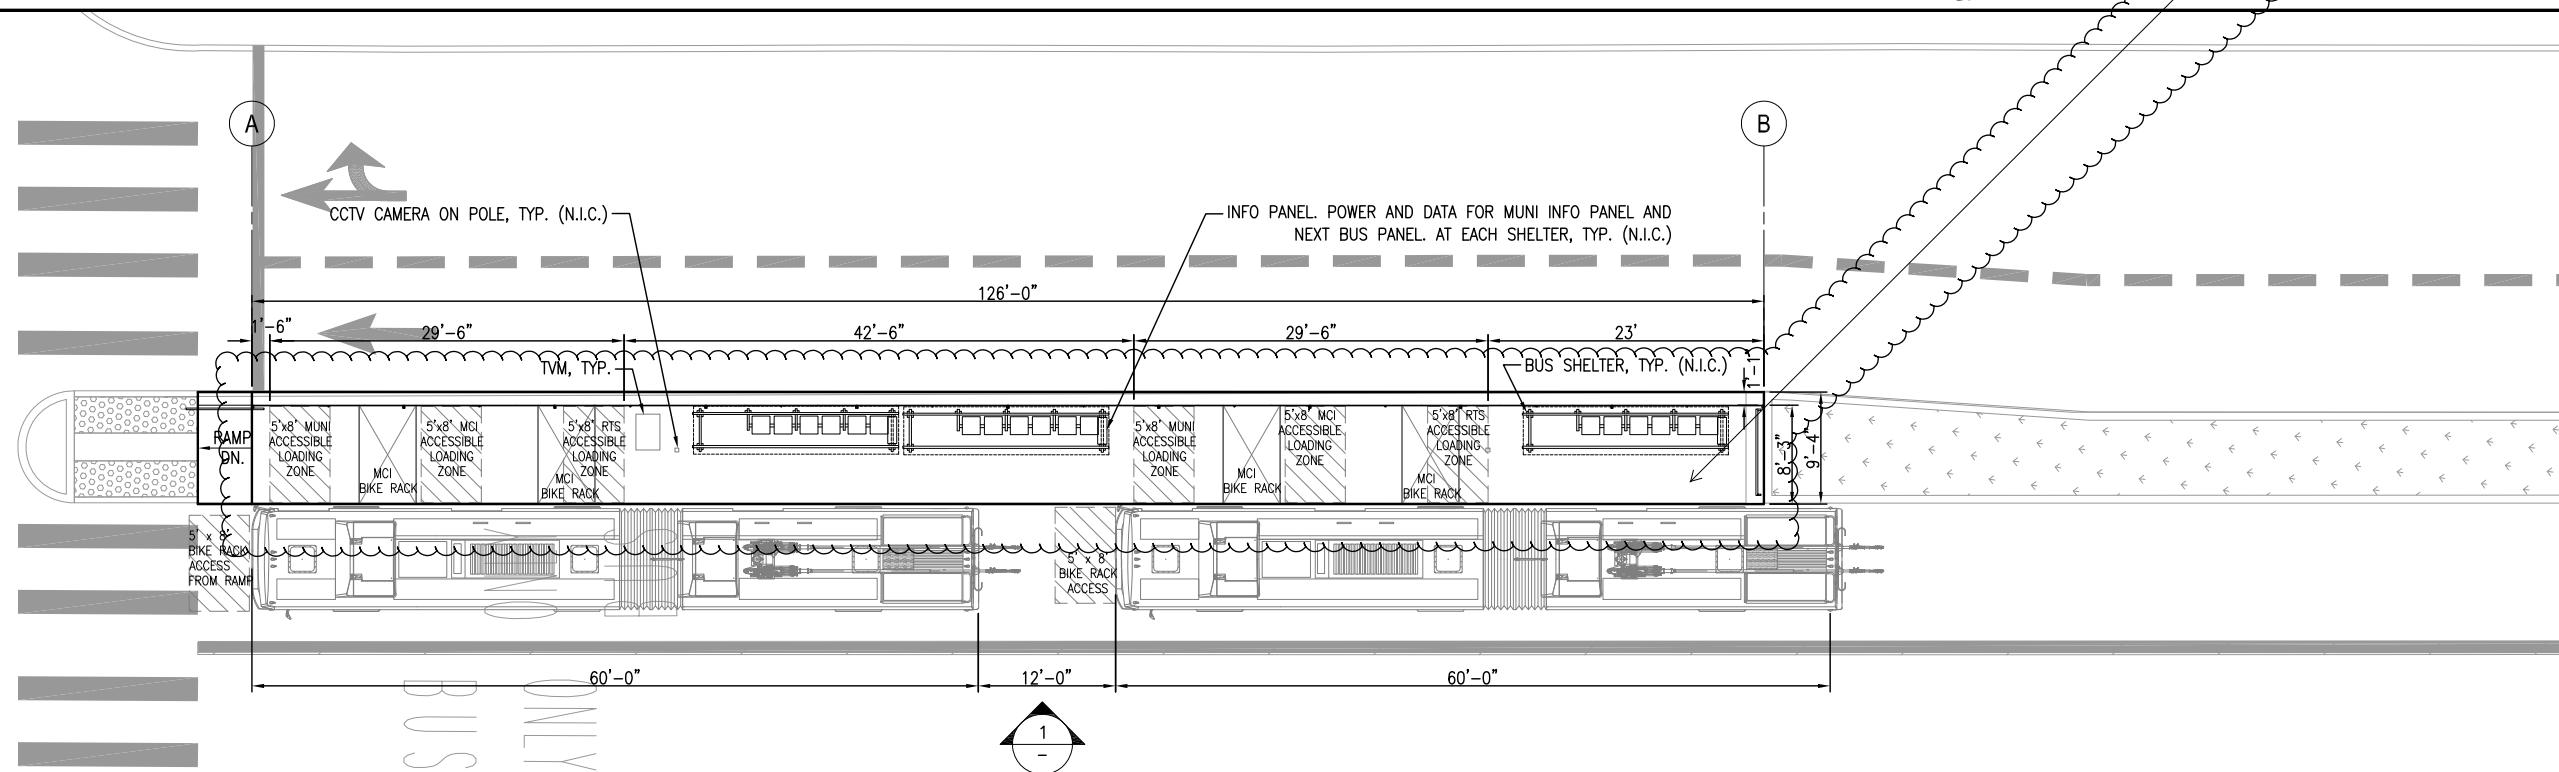 A
B
CCTV CAMERA ON POLE, TYP. (N.I.C.)
INFO PANEL. POWER AND DATA FOR MUNI INFO PANEL AND
NEXT BUS PANEL. AT EACH SHELTER, TYP. (N.I.C.)
126'-0"
1'-6"
29'-6"
42'-6"
29'-6"
23'
TVM, TYP.
BUS SHELTER, TYP. (N.I.C.)
1'-1"
RAMP
DN.
5'x8' MUNI
ACCESSIBLE
LOADING
ZONE
MCI
BIKE RACK
5'x8' MCI
ACCESSIBLE
LOADING
ZONE
MCI
BIKE RACK
5'x8' RTS
ACCESSIBLE
LOADING
ZONE
5'x8' MUNI
ACCESSIBLE
LOADING
ZONE
MCI
BIKE RACK
5'x8' MCI
ACCESSIBLE
LOADING
ZONE
MCI
BIKE RACK
5'x8' RTS
ACCESSIBLE
LOADING
ZONE
8'-3"
9'-4"
5' x 8'
BIKE RACK
ACCESS
FROM RAMP
ONLY
BUS
5' x 8'
BIKE RACK
ACCESS
60'-0"
12'-0"
60'-0"
BUS
ONLY
1
-